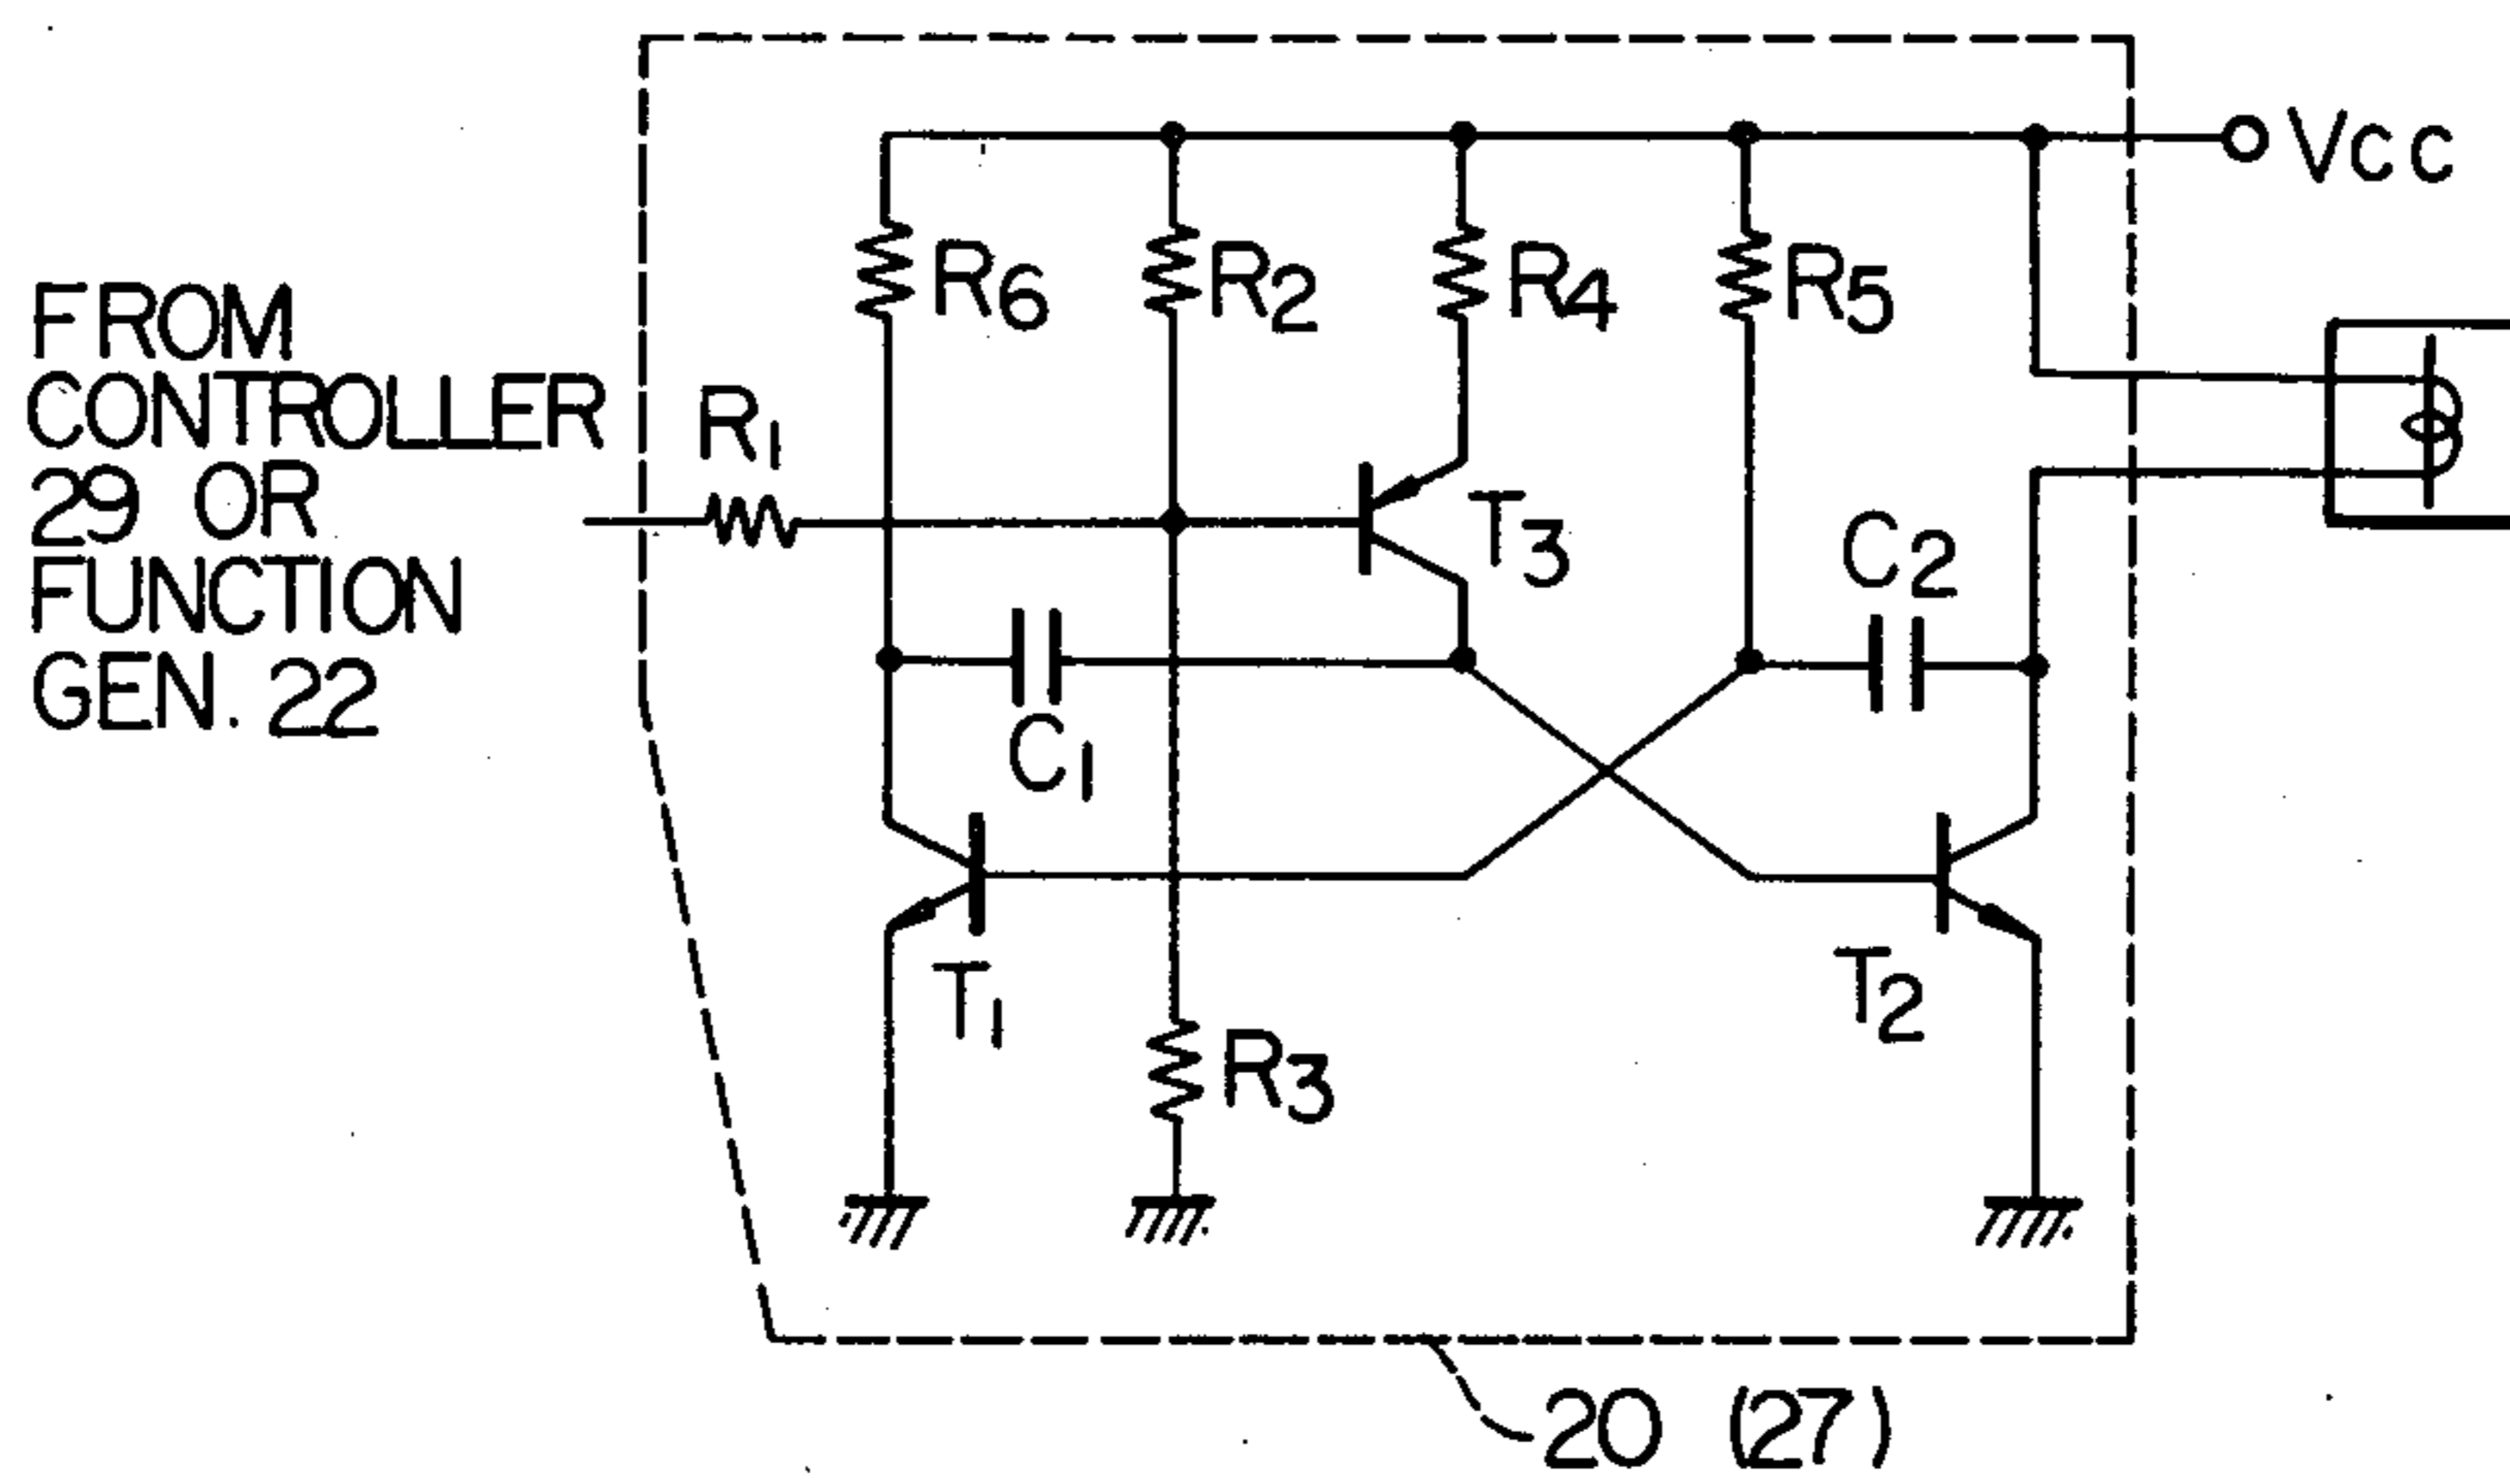 Vcc
R6 R2 R4 R5
FROM
CONTROLLER
29 OR
FUNCTION
GEN. 22
R1
T3
C2
C1
T1
T2
R3
20 (27)